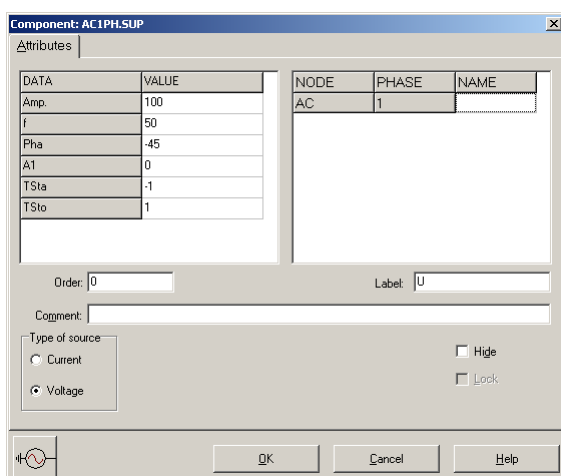 Component: AC1PH.SUP
Attributes
DATA VALUE
Amp. 100
f 50
Pha -45
A1 0
TSta -1
TSto 1
NODE PHASE NAME
AC 1
Order: 0
Label: U
Comment:
Type of source
Current
Voltage
Hide
Lock
OK
Cancel
Help